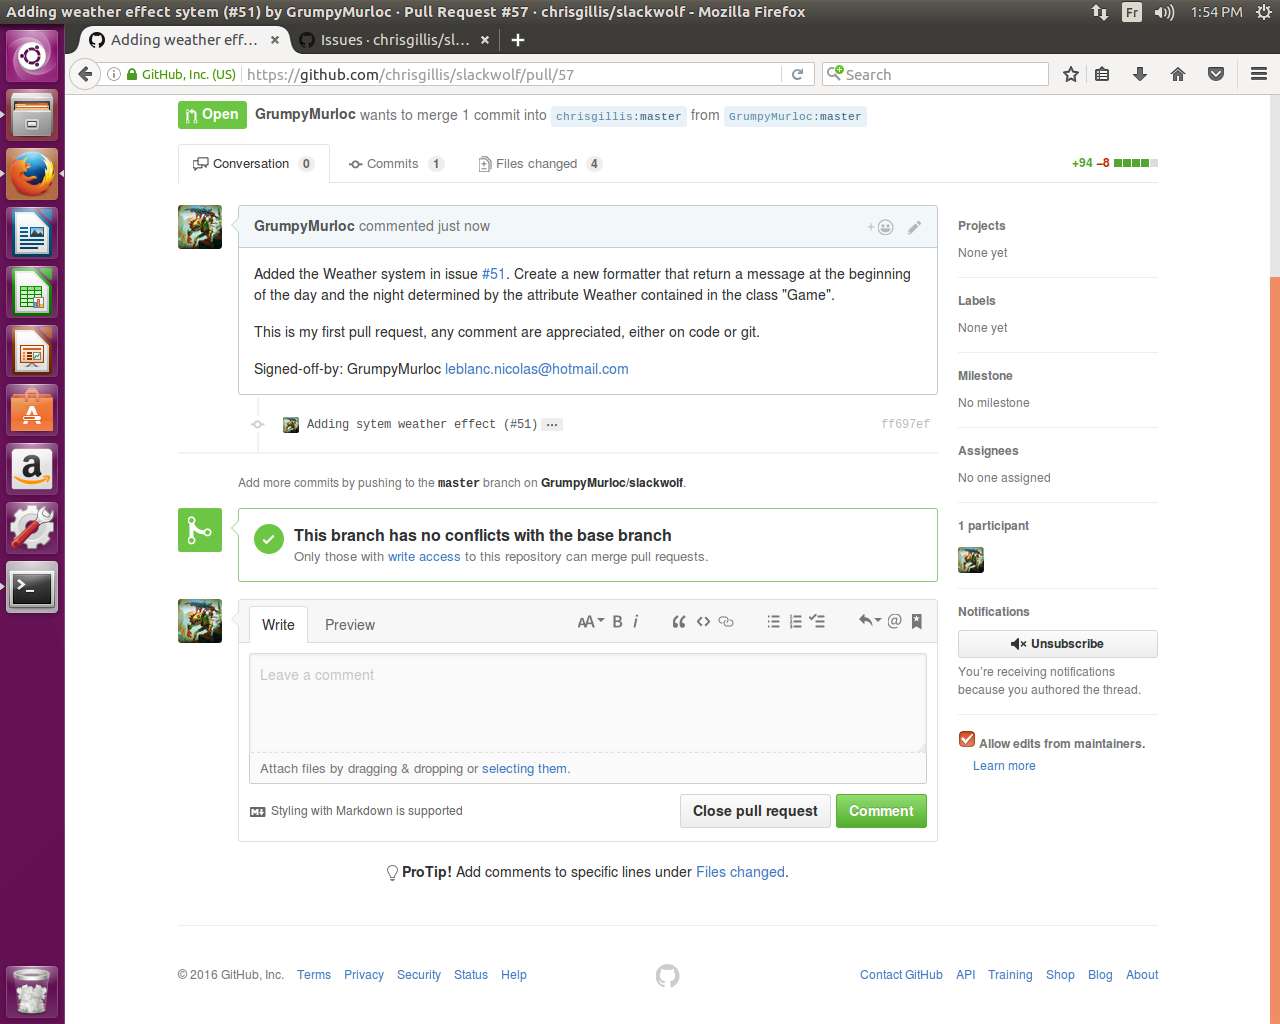 Adding weather effect sytem (#51) by GrumpyMurloc · Pull Request #57 · chrisgillis/slackwolf - Mozilla Firefox
Fr 1:54 PM
Adding weather eff... Issues · chrisgillis/sl...
GitHub, Inc. (US) https://github.com/chrisgillis/slackwolf/pull/57 Search
Open GrumpyMurloc wants to merge 1 commit into chrisgillis:master from GrumpyMurloc:master
Conversation 0 Commits 1 Files changed 4 +94 −8
GrumpyMurloc commented just now
Added the Weather system in issue #51. Create a new formatter that return a message at the beginning
of the day and the night determined by the attribute Weather contained in the class "Game".
This is my first pull request, any comment are appreciated, either on code or git.
Signed-off-by: GrumpyMurloc leblanc.nicolas@hotmail.com
Adding sytem weather effect (#51) ... ff697ef
Add more commits by pushing to the master branch on GrumpyMurloc/slackwolf.
This branch has no conflicts with the base branch
Only those with write access to this repository can merge pull requests.
Write Preview AA B i
Leave a comment
Attach files by dragging & dropping or selecting them.
Styling with Markdown is supported Close pull request Comment
ProTip! Add comments to specific lines under Files changed.
Projects
None yet
Labels
None yet
Milestone
No milestone
Assignees
No one assigned
1 participant
Notifications
Unsubscribe
You're receiving notifications
because you authored the thread.
Allow edits from maintainers.
Learn more
© 2016 GitHub, Inc. Terms Privacy Security Status Help Contact GitHub API Training Shop Blog About